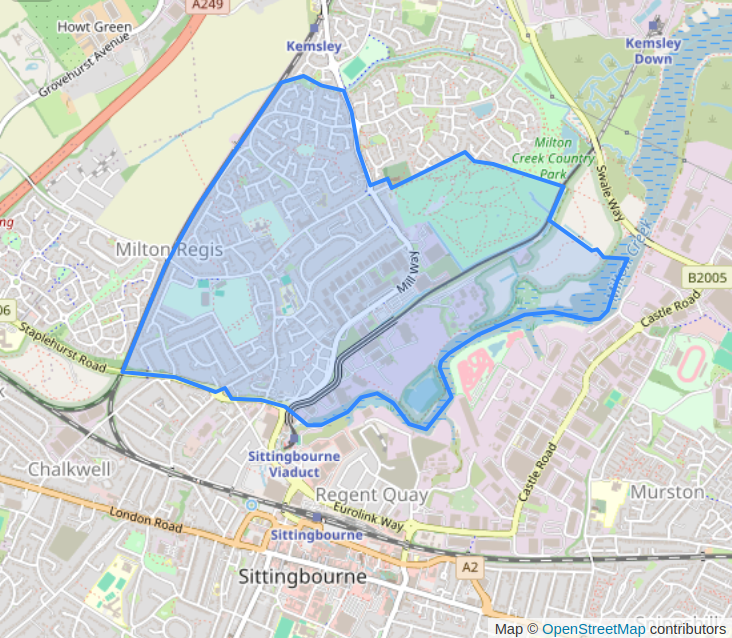 A249
Howt Green
Grovehurst Avenue
Kemsley
Kemsley
Down
Milton
Creek Country
Park
Swale Way
Milton Regis
Mill Way
Creek
B2005
Castle Road
Staplehurst Road
Sittingbourne
Viaduct
Chalkwell
Regent Quay
Castle Road
Murston
London Road
Eurolink Way
Sittingbourne
A2
Sittingbourne
Map © OpenStreetMap contributors